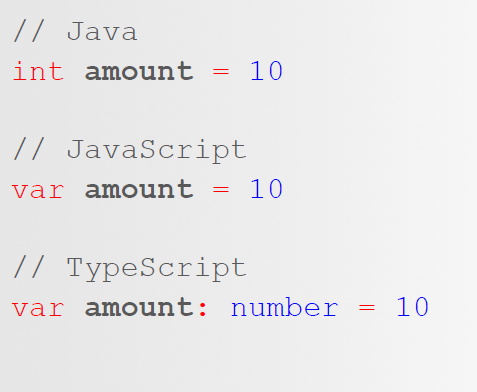 // Java
int amount = 10
// JavaScript
var amount = 10
// TypeScript
var amount: number = 10